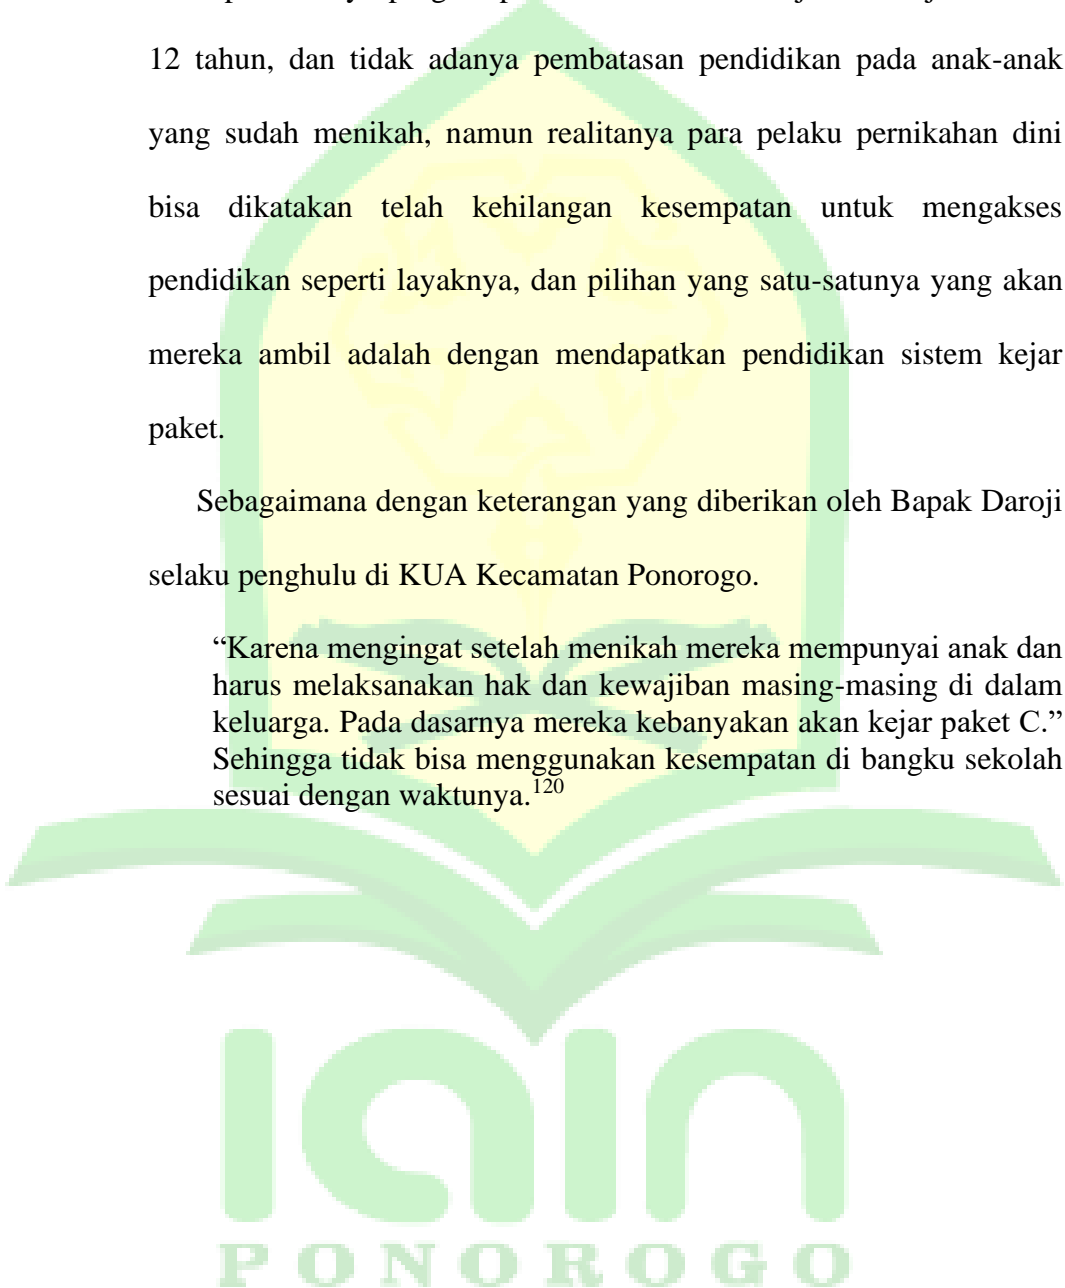 12 tahun, dan tidak adanya pembatasan pendidikan pada anak-anak
yang sudah menikah, namun realitanya para pelaku pernikahan dini
bisa dikatakan telah kehilangan kesempatan untuk mengakses
pendidikan seperti layaknya, dan pilihan yang satu-satunya yang akan
mereka ambil adalah dengan mendapatkan pendidikan sistem kejar
paket.
Sebagaimana dengan keterangan yang diberikan oleh Bapak Daroji
selaku penghulu di KUA Kecamatan Ponorogo.
“Karena mengingat setelah menikah mereka mempunyai anak dan
harus melaksanakan hak dan kewajiban masing-masing di dalam
keluarga. Pada dasarnya mereka kebanyakan akan kejar paket C.”
Sehingga tidak bisa menggunakan kesempatan di bangku sekolah
sesuai dengan waktunya.120
iain
PONOROGO